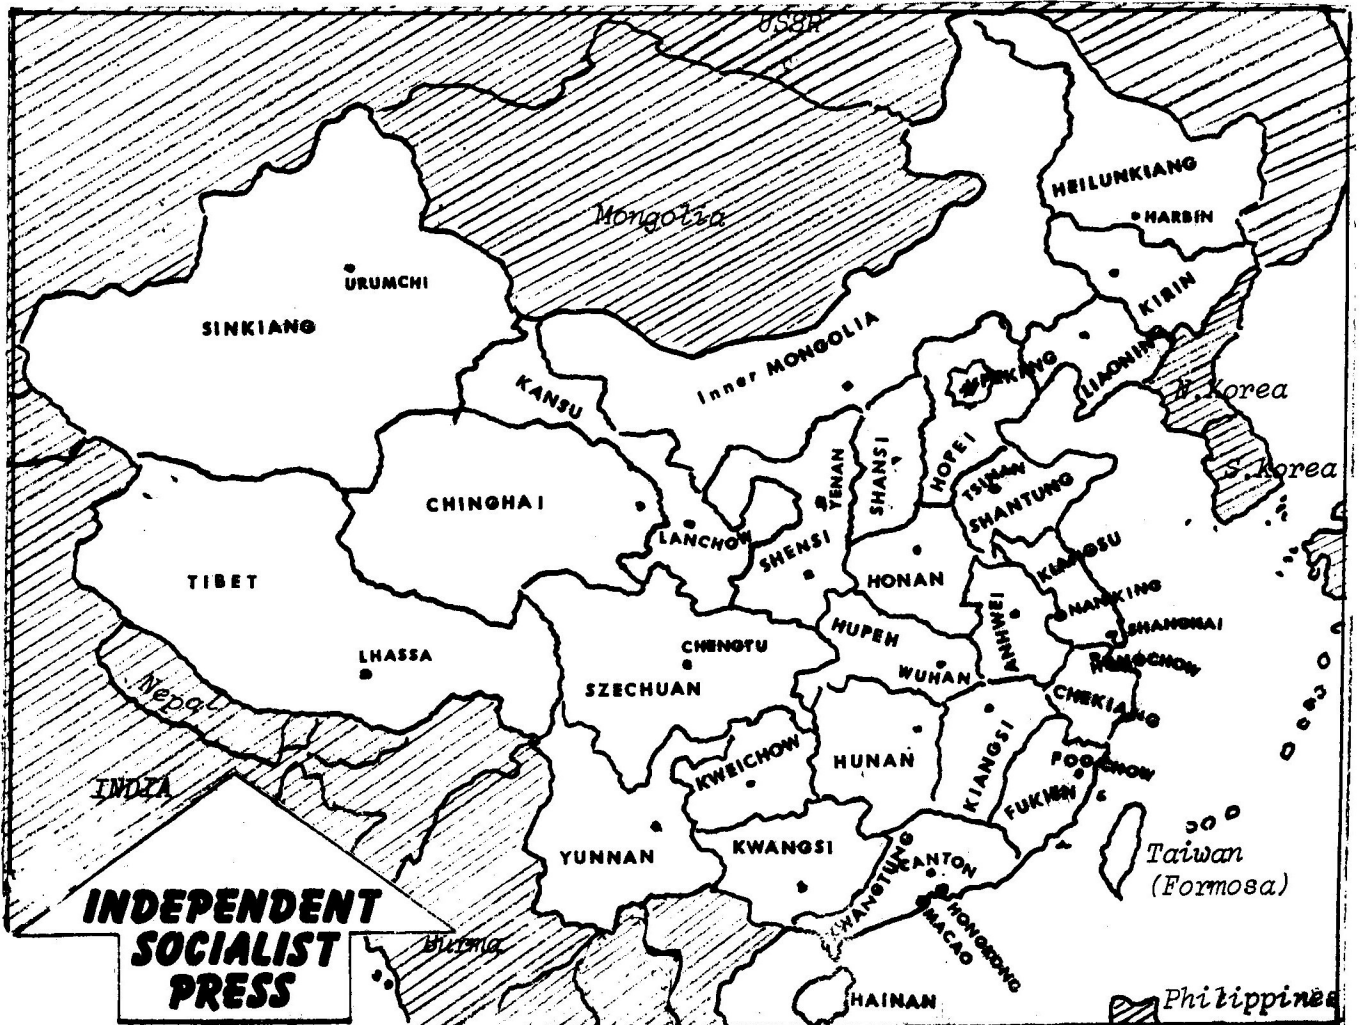 USSR
HEILUNKIANG
HARBIN
Mongolia
URUMCHI
SINKIANG
KIRIN
Inner MONGOLIA
KANSU
PEKING
LIAONING
N.Korea
S.Korea
CHINGHAI
LANCHOW
YENAN
SHANSI
HOPEI
TSINAN
SHANTUNG
SHENSI
HONAN
KIANGSU
TIBET
NANKING
ANHWEI
SHANGHAI
HUPEH
LHASSA
CHENGTU
WUHAN
SZECHUAN
CHEKIANG
Nepal
KWEICHOW
HUNAN
KIANGSI
FOOCHOW
FUKIEN
INDIA
YUNNAN
KWANGSI
KWANGTUNG
CANTON
Taiwan
(Formosa)
HONGKONG
MACAO
INDEPENDENT
SOCIALIST
PRESS
Burma
HAINAN
Philippines